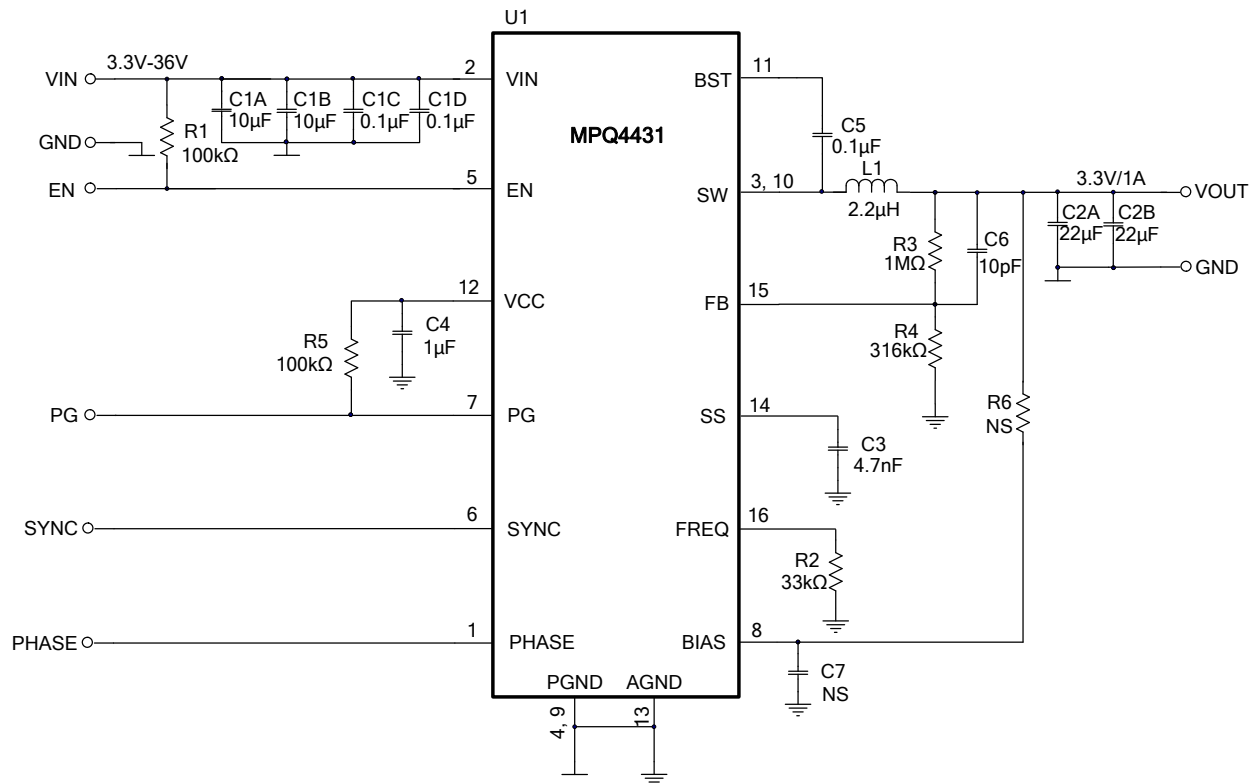 U1
MPQ4431
VIN
3.3V-36V
2
VIN
C1A
10µF
C1B
10µF
C1C
0.1µF
C1D
0.1µF
GND
R1
100kΩ
EN
5
EN
12
VCC
C4
1µF
R5
100kΩ
PG
7
PG
SYNC
6
SYNC
PHASE
1
PHASE
PGND
AGND
4, 9
13
BST
11
C5
0.1µF
SW
3, 10
L1
2.2µH
3.3V/1A
VOUT
C2A
22µF
C2B
22µF
GND
R3
1MΩ
C6
10pF
FB
15
R4
316kΩ
R6
NS
SS
14
C3
4.7nF
FREQ
16
R2
33kΩ
BIAS
8
C7
NS